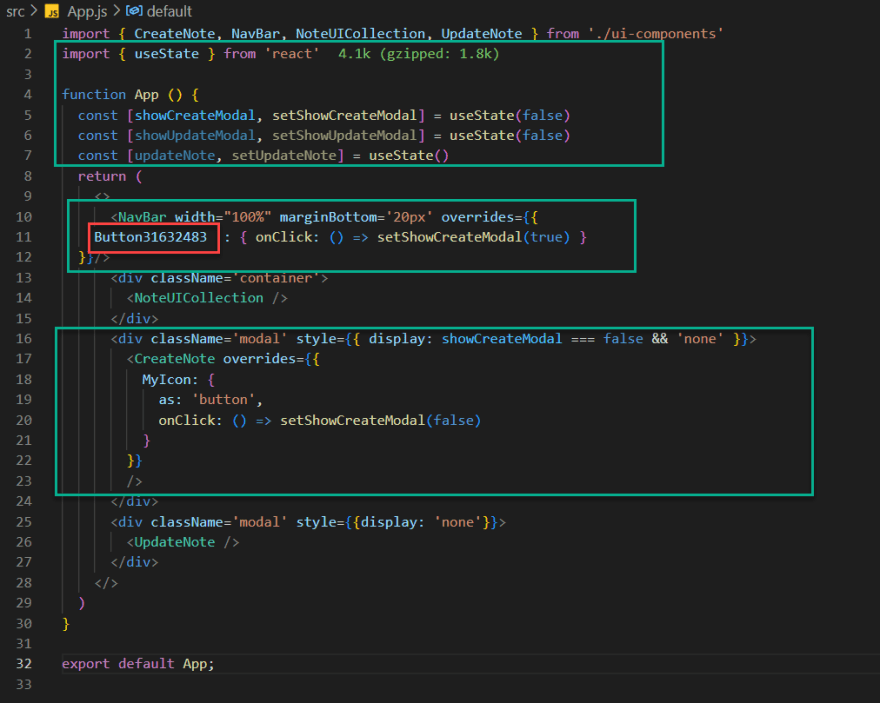 src > JS App.js > default
1 import { CreateNote, NavBar, NoteUICollection, UpdateNote } from './ui-components'
2 import { useState } from 'react' 4.1k (gzipped: 1.8k)
3
4 function App () {
5   const [showCreateModal, setShowCreateModal] = useState(false)
6   const [showUpdateModal, setShowUpdateModal] = useState(false)
7   const [updateNote, setUpdateNote] = useState()
8   return (
9     <>
10       <NavBar width="100%" marginBottom='20px' overrides={{
11     Button31632483 : { onClick: () => setShowCreateModal(true) }
12   }}/>
13       <div className='container'>
14         <NoteUICollection />
15       </div>
16       <div className='modal' style={{ display: showCreateModal === false && 'none' }}>
17         <CreateNote overrides={{
18           MyIcon: {
19             as: 'button',
20             onClick: () => setShowCreateModal(false)
21           }
22         }}
23         />
24       </div>
25       <div className='modal' style={{display: 'none'}}>
26         <UpdateNote />
27       </div>
28     </>
29   )
30 }
31
32 export default App;
33